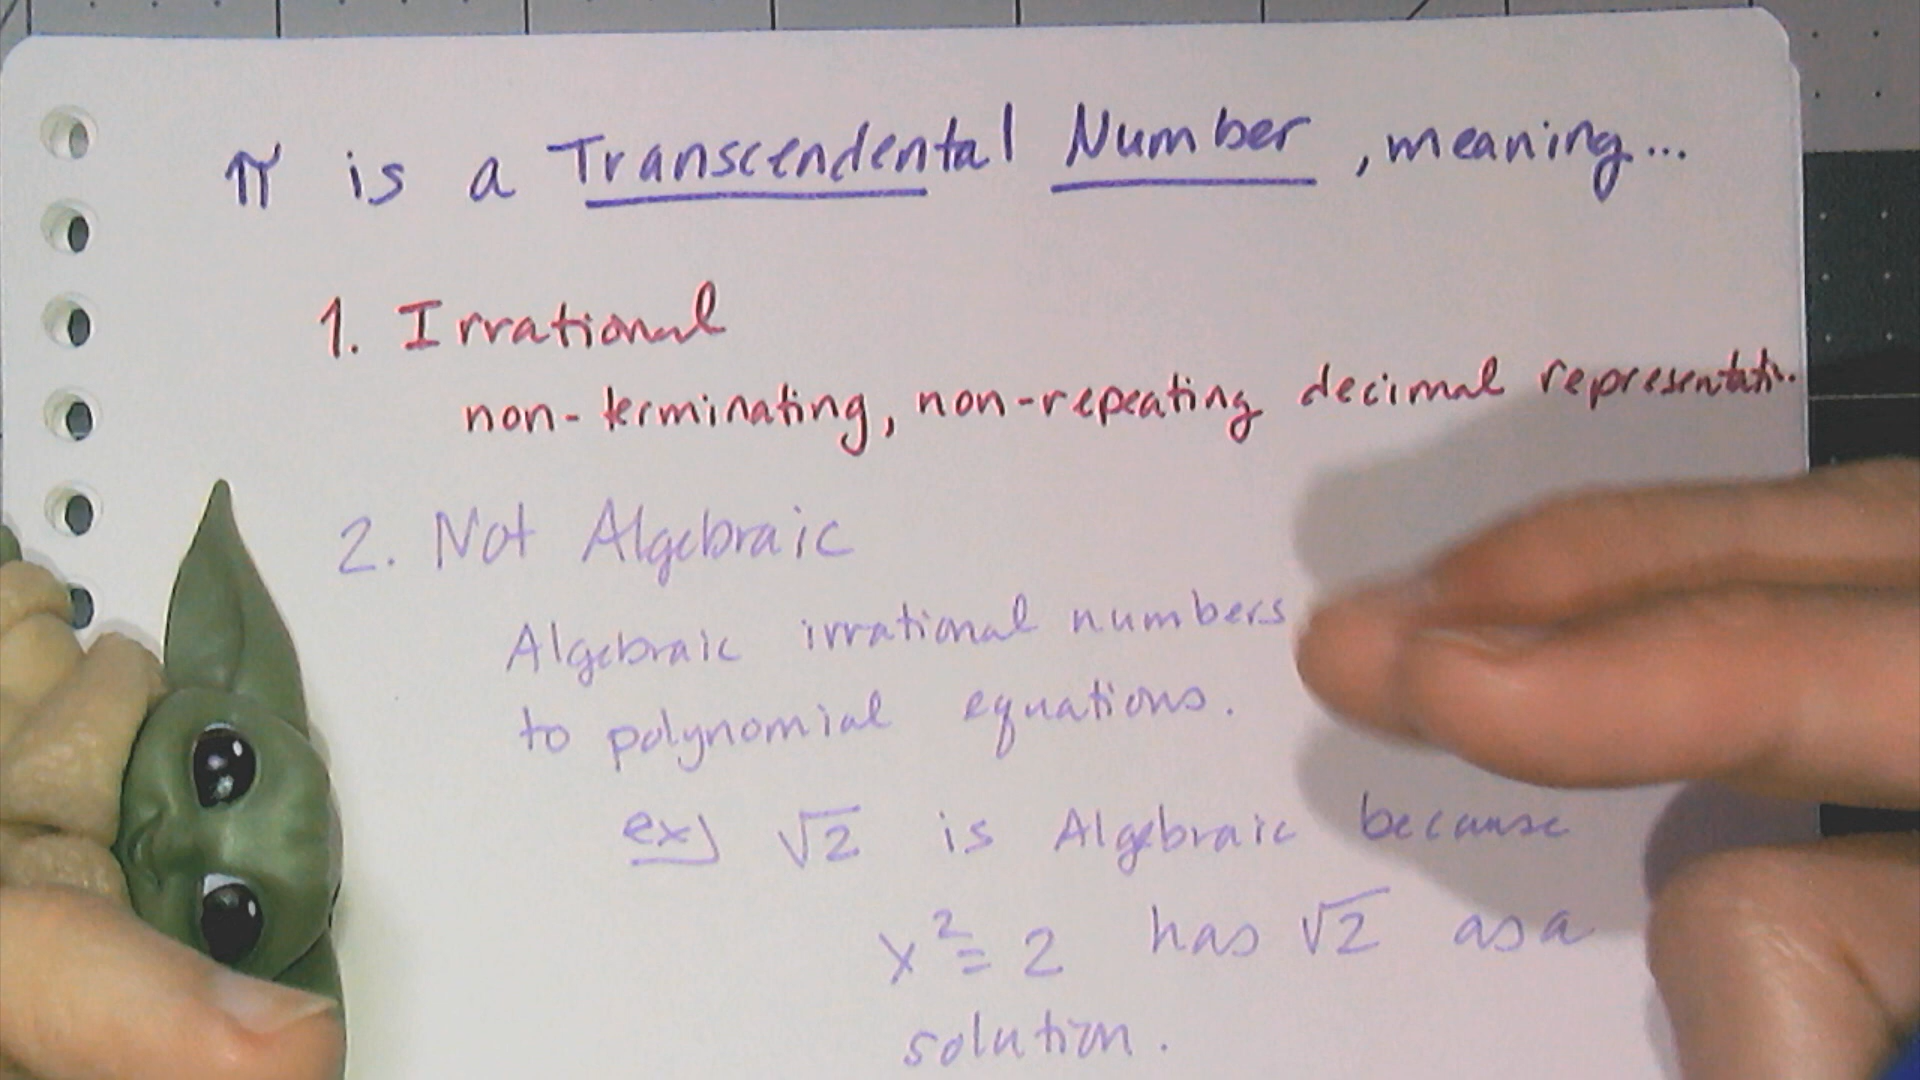 π is a Transcendental Number, meaning...
1. Irrational
non-terminating, non-repeating decimal
2. Not Algebraic
Algebraic irrational numbers
to polynomial equations.
ex) √2 is Algebraic because
x² = 2 has √2 as a
solution.